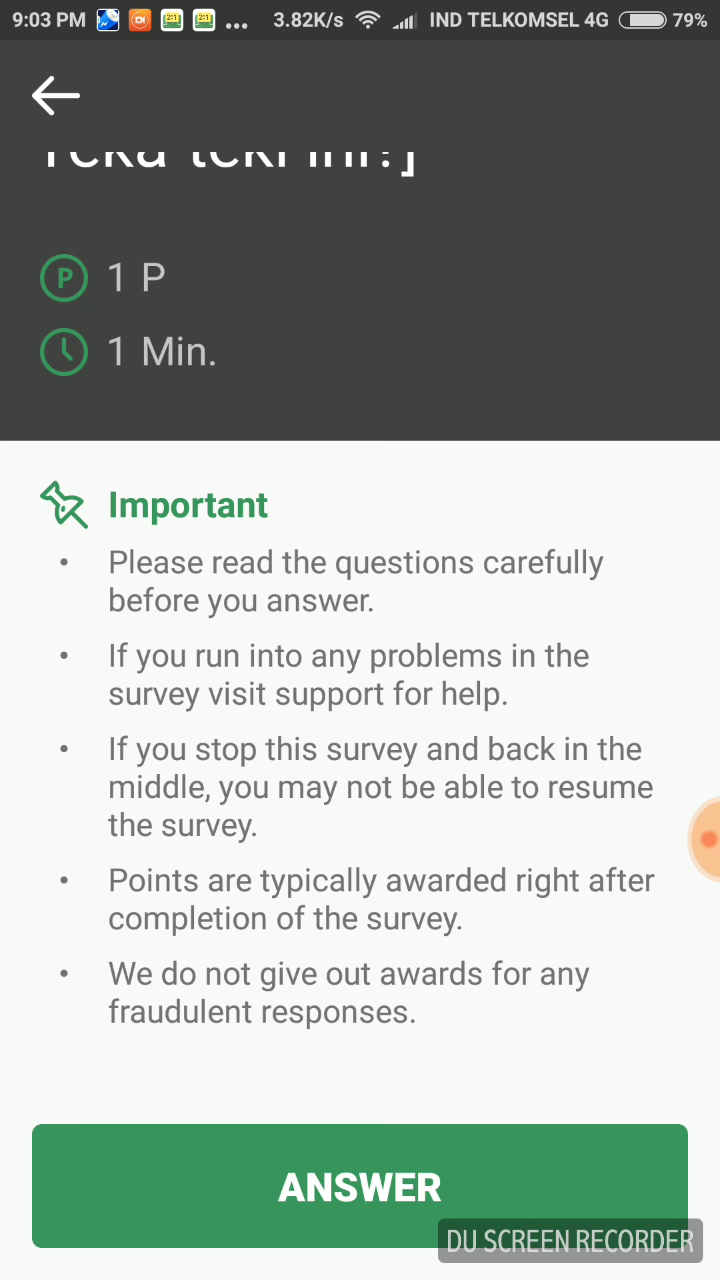 9:03 PM 3.82K/s IND TELKOMSEL 4G 79%
P 1 P
1 Min.
Important
• Please read the questions carefully
before you answer.
• If you run into any problems in the
survey visit support for help.
• If you stop this survey and back in the
middle, you may not be able to resume
the survey.
• Points are typically awarded right after
completion of the survey.
• We do not give out awards for any
fraudulent responses.
ANSWER
DU SCREEN RECORDER